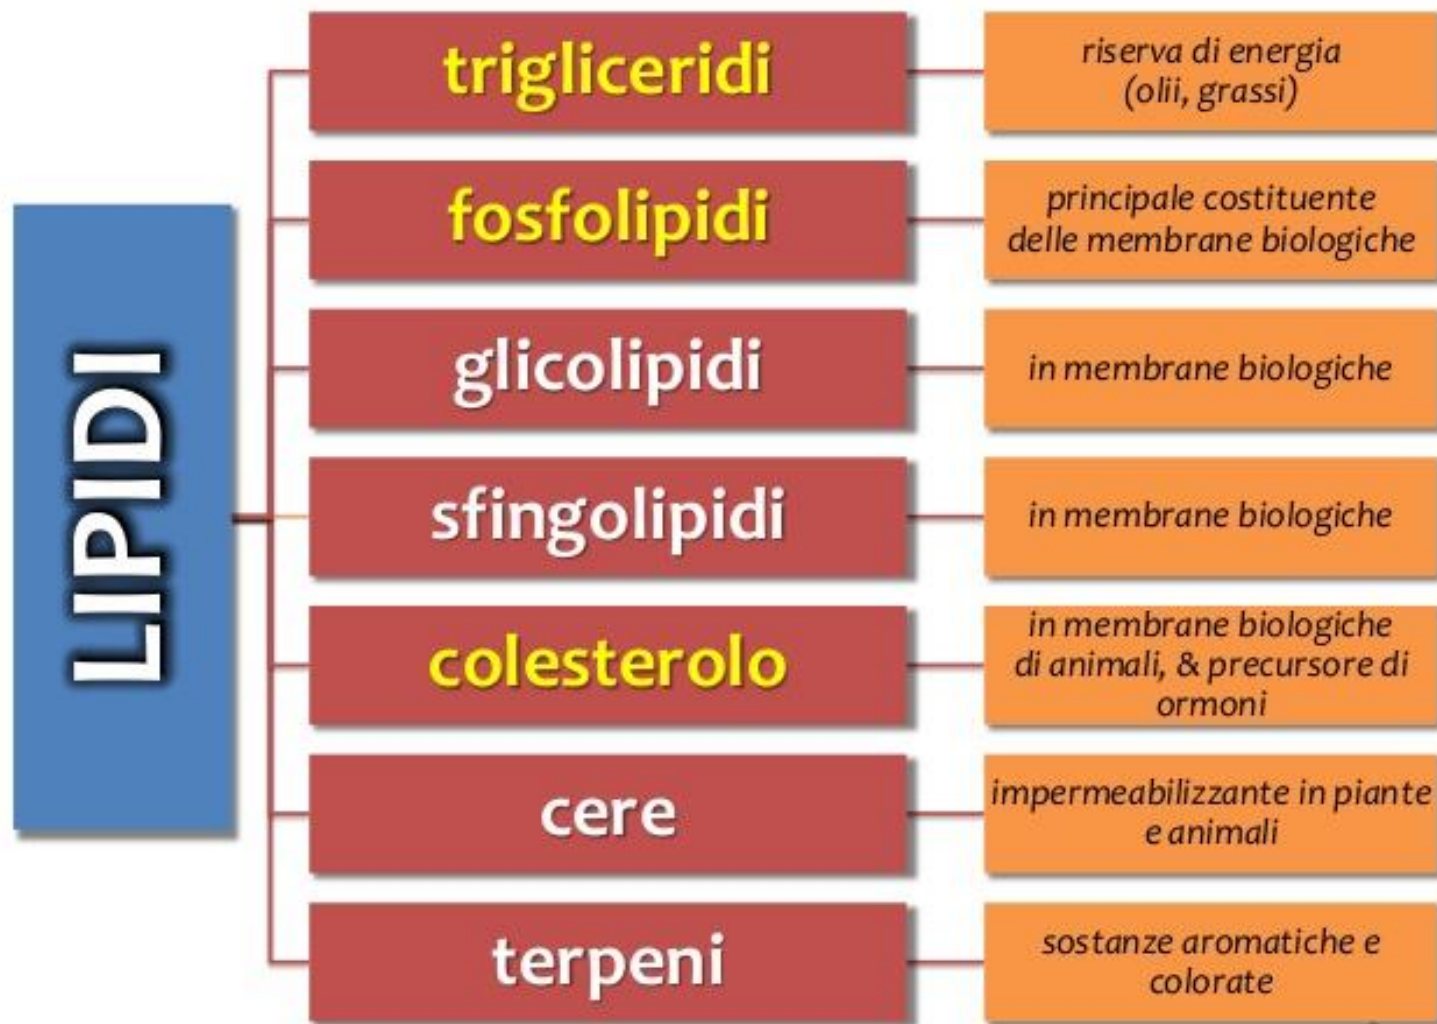 LIPIDI
trigliceridi
riserva di energia
(olii, grassi)
fosfolipidi
principale costituente
delle membrane biologiche
glicolipidi
in membrane biologiche
sfingolipidi
in membrane biologiche
colesterolo
in membrane biologiche
di animali, & precursore di
ormoni
cere
impermeabilizzante in piante
e animali
terpeni
sostanze aromatiche e
colorate